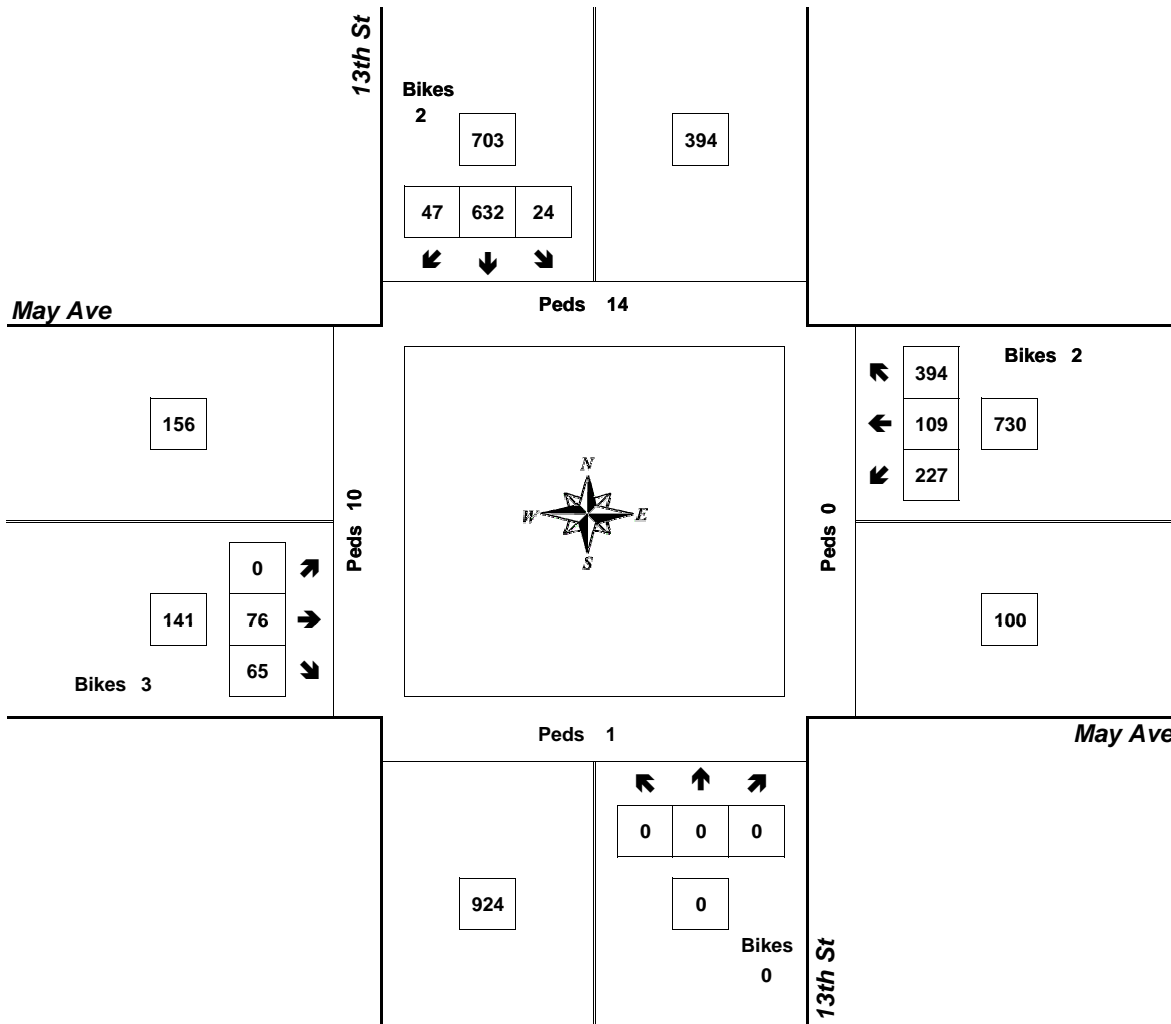 13th St
Bikes
2
703
394
47 632 24
May Ave
Peds 14
394
Bikes 2
156
109
730
227
N
W E
S
Peds 10
Peds 0
0
141
76
100
65
Bikes 3
Peds 1
May Ave
0 0 0
924
0
Bikes
0
13th St